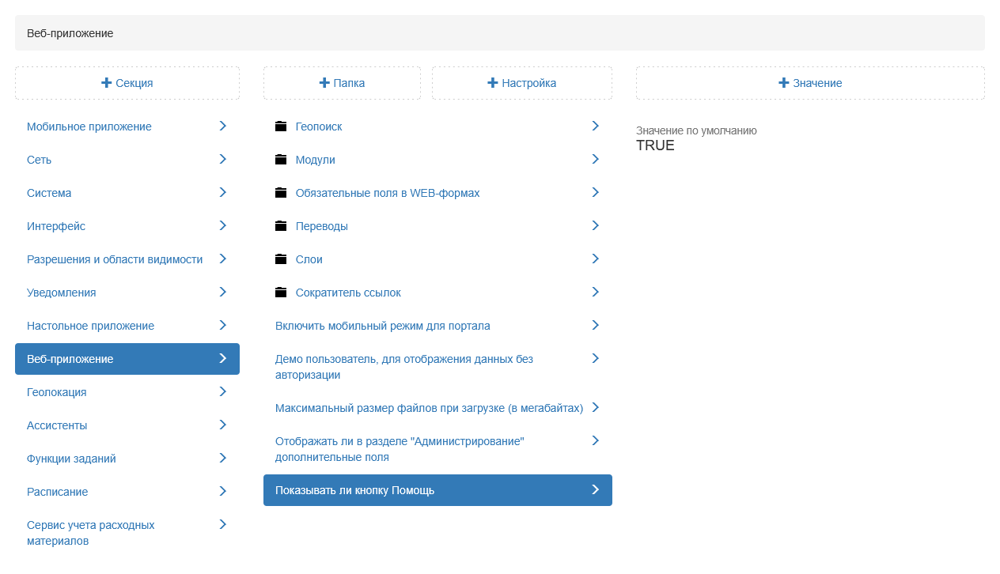 Веб-приложение
Секция
Папка
Настройка
Значение
Мобильное приложение
Сеть
Система
Интерфейс
Разрешения и области видимости
Уведомления
Настольное приложение
Веб-приложение
Геолокация
Ассистенты
Функции заданий
Расписание
Сервис учета расходных
материалов
Геопоиск
Модули
Обязательные поля в WEB-формах
Переводы
Слои
Сократитель ссылок
Включить мобильный режим для портала
Демо пользователь, для отображения данных без
авторизации
Максимальный размер файлов при загрузке (в мегабайтах)
Отображать ли в разделе "Администрирование"
дополнительные поля
Показывать ли кнопку Помощь
Значение по умолчанию
TRUE